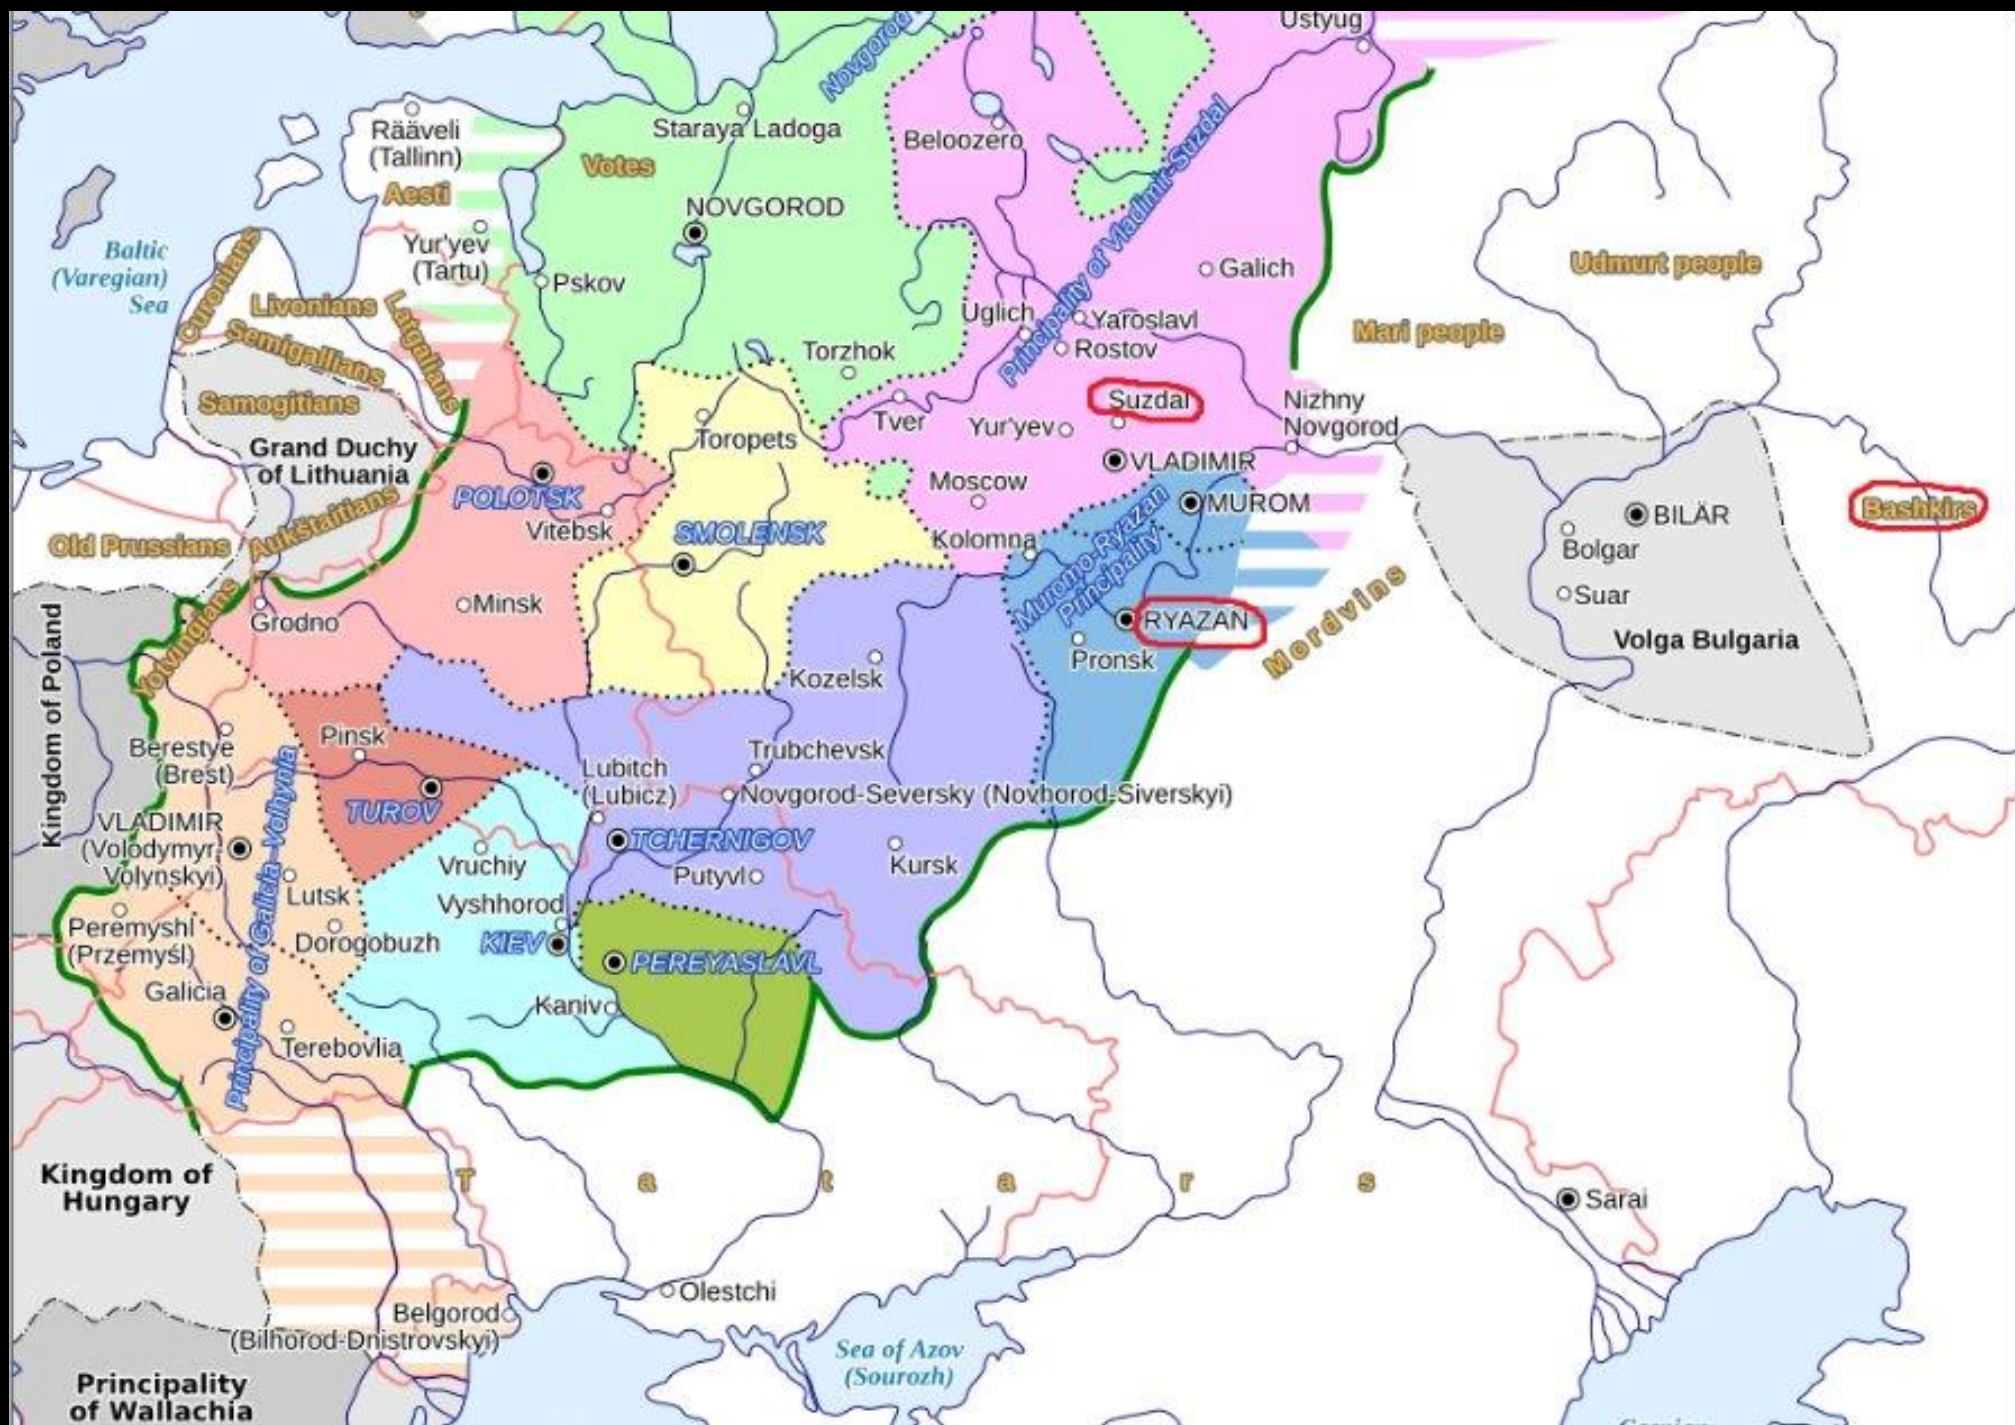 Ustyug
Novgorod
Rääveli
(Tallinn)
Staraya Ladoga
Beloozero
Votes
Aesti
NOVGOROD
Principality of Vladimir-Suzdal
Baltic
(Varegian)
Sea
Yur'yev
(Tartu)
Pskov
Galich
Udmurt people
Curonians
Livonians
Latgalians
Semigallians
Uglich
Yaroslavl
Mari people
Rostov
Torzhok
Samogitians
Suzdal
Nizhny
Novgorod
Tver
Yur'yev
Toropets
Grand Duchy
of Lithuania
VLADIMIR
Moscow
POLOTSK
MUROM
BILÄR
Bashkirs
Vitebsk
SMOLENSK
Kolomna
Bolgar
Old Prussians
Aukštaitians
Muromo-Ryazan
Principality
Suar
Minsk
Grodno
RYAZAN
Mordvins
Volga Bulgaria
Yotvingians
Kingdom of Poland
Pronsk
Kozelsk
Berestye
(Brest)
Pinsk
Trubchevsk
Lubitch
(Lubicz)
Novgorod-Seversky (Novhorod-Siverskyi)
TUROV
VLADIMIR
(Volodymyr-
Volynskyi)
TCHERNIGOV
Vruchiy
Kursk
Putyvl
Lutsk
Vyshhorod
Peremyshl
(Przemyśl)
Dorogobuzh
KIEV
PEREYASLAVL
Principality of Galicia-Volhynia
Galicia
Kaniv
Terebovlia
Kingdom of
Hungary
Tatars
Sarai
Olestchi
Belgorod
(Bilhorod-Dnistrovskyi)
Sea of Azov
(Sourozh)
Principality
of Wallachia